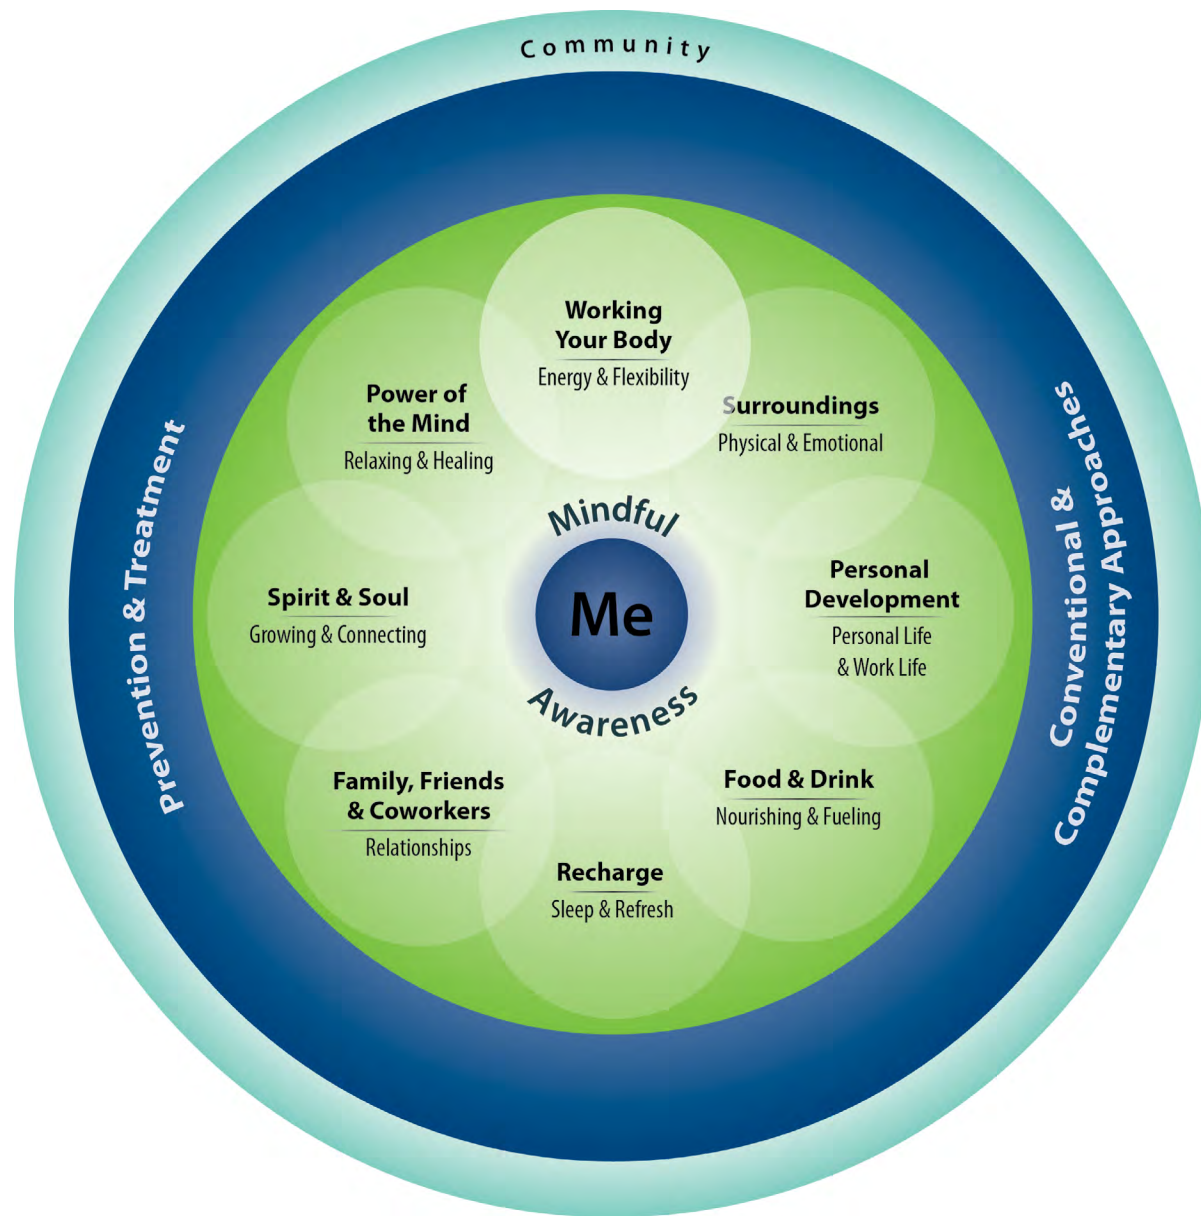 Community
Working
Your Body
Energy & Flexibility
Surroundings
Physical & Emotional
Personal
Development
Personal Life
& Work Life
Food & Drink
Nourishing & Fueling
Recharge
Sleep & Refresh
Family, Friends
& Coworkers
Relationships
Spirit & Soul
Growing & Connecting
Power of
the Mind
Relaxing & Healing
Mindful
Me
Awareness
Prevention & Treatment
Conventional &
Complementary Approaches